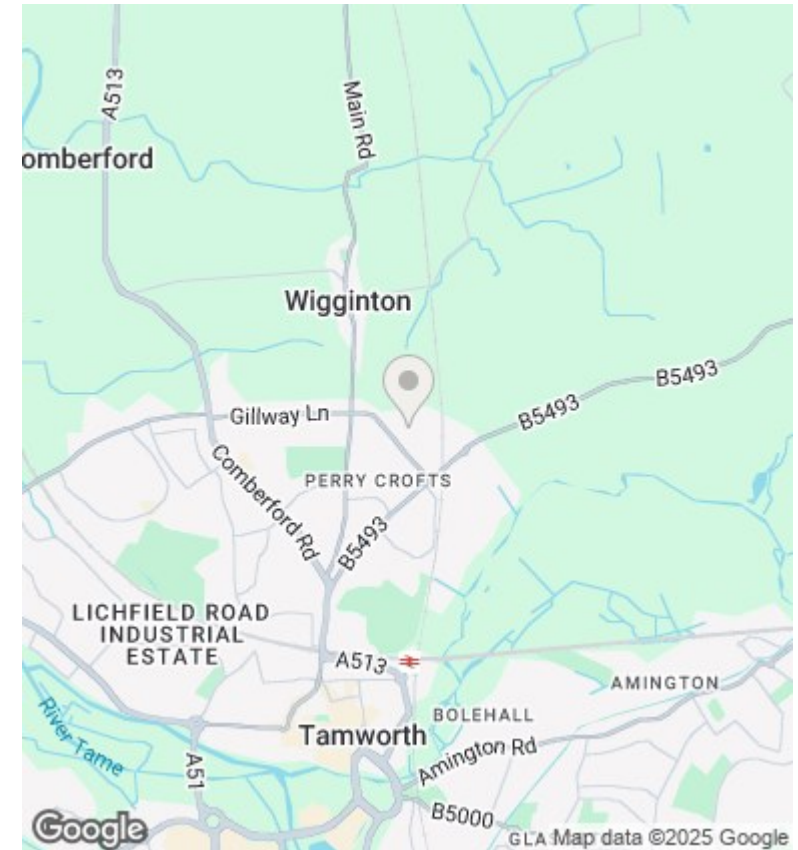 A513
Main Rd
omberford
Wigginton
B5493
B5493
Gillway Ln
PERRY CROFTS
Comberford Rd
B5493
LICHFIELD ROAD
INDUSTRIAL
ESTATE
A513
AMINGTON
BOLEHALL
River Tame
Tamworth
A51
Amington Rd
B5000
Google
GLA
Map data ©2025 Google